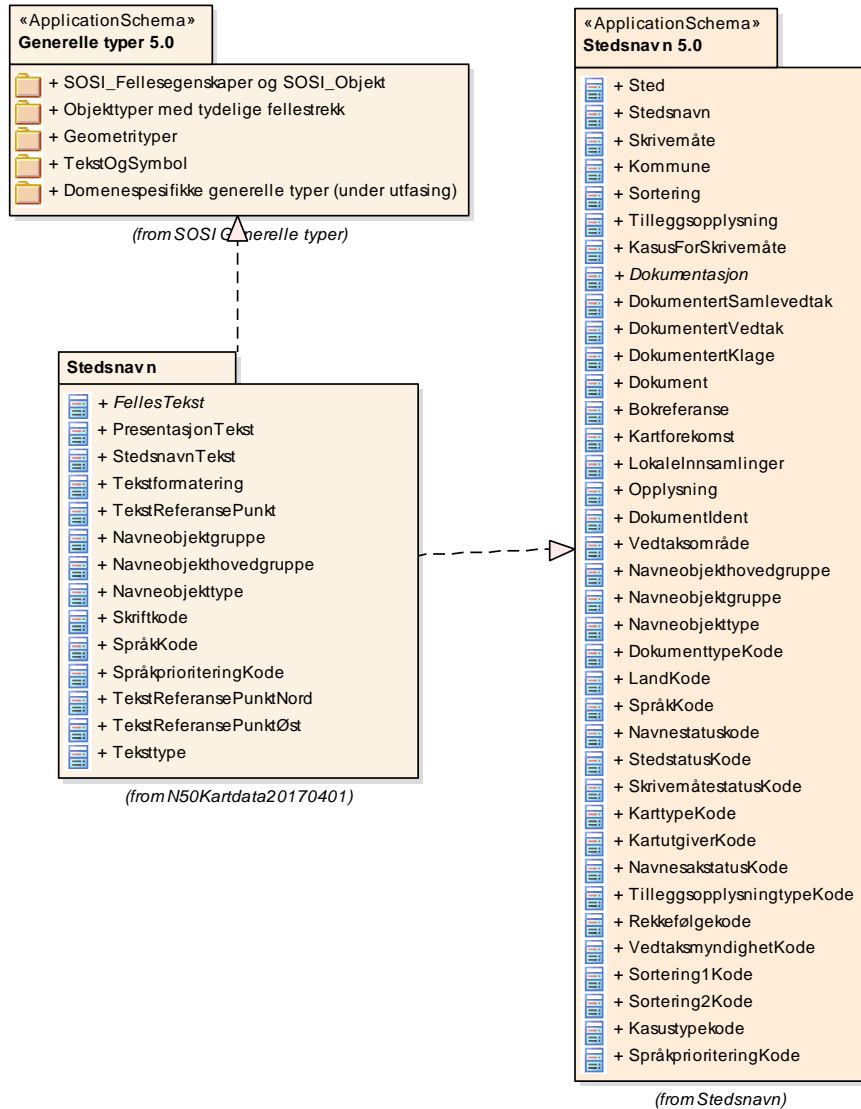 «ApplicationSchema»
Generelle typer 5.0
+ SOSI_Fellesegenskaper og SOSI_Objekt
+ Objekttyper med tydelige fellestrekk
+ Geometrityper
+ TekstOgSymbol
+ Domenespesifikke generelle typer (under utfasing)
(from SOSI Generelle typer)
Stedsnavn
+ FellesTekst
+ PresentasjonTekst
+ StedsnavnTekst
+ Tekstformatering
+ TekstReferansePunkt
+ Navneobjektgruppe
+ Navneobjekthovedgruppe
+ Navneobjekttype
+ Skriftkode
+ SpråkKode
+ SpråkprioriteringKode
+ TekstReferansePunktNord
+ TekstReferansePunktØst
+ Teksttype
(from N50Kartdata20170401)
«ApplicationSchema»
Stedsnavn 5.0
+ Sted
+ Stedsnavn
+ Skrivemåte
+ Kommune
+ Sortering
+ Tilleggsopplysning
+ KasusForSkrivemåte
+ Dokumentasjon
+ DokumentertSamlevedtak
+ DokumentertVedtak
+ DokumentertKlage
+ Dokument
+ Bokreferanse
+ Kartforekomst
+ LokaleInnsamlinger
+ Opplysning
+ DokumentIdent
+ Vedtaksområde
+ Navneobjekthovedgruppe
+ Navneobjektgruppe
+ Navneobjekttype
+ DokumenttypeKode
+ LandKode
+ SpråkKode
+ Navnestatuskode
+ StedstatusKode
+ SkrivemåtestatusKode
+ KarttypeKode
+ KartutgiverKode
+ NavnesakstatusKode
+ TilleggsopplysningtypeKode
+ Rekkefølgekode
+ VedtaksmyndighetKode
+ Sortering1Kode
+ Sortering2Kode
+ Kasustypekode
+ SpråkprioriteringKode
(from Stedsnavn)